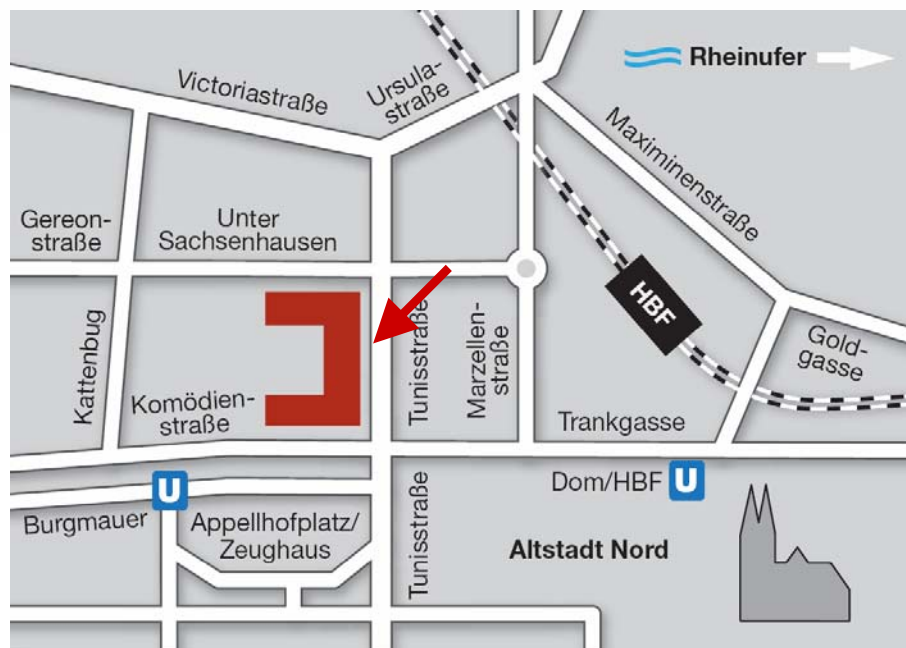 Rheinufer
Victoriastraße
Ursula-
straße
Maximinenstraße
Gereon-
straße
Unter
Sachsenhausen
HBF
Kattenbug
Tunisstraße
Marzellen-
straße
Gold-
gasse
Komödien-
straße
Trankgasse
U
Dom/HBF U
Burgmauer
Appellhofplatz/
Zeughaus
Tunisstraße
Altstadt Nord